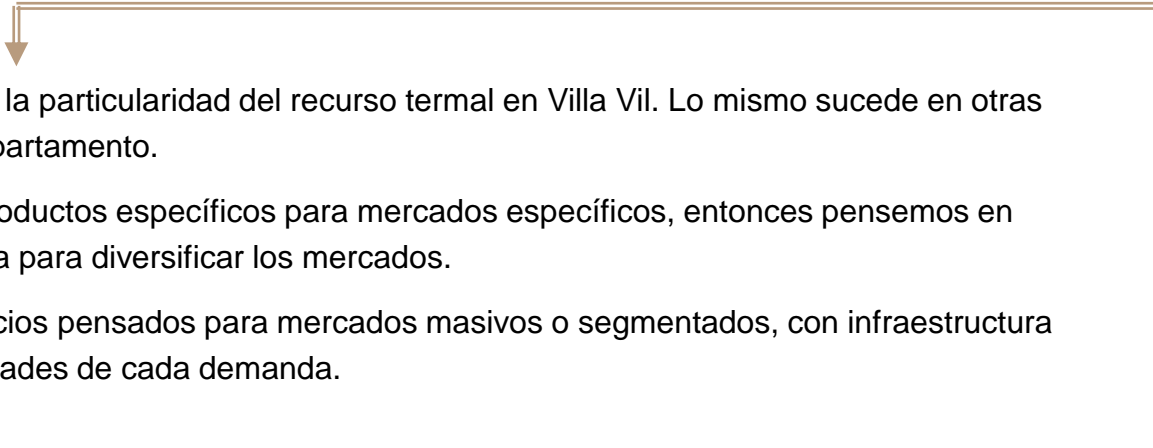 la particularidad del recurso termal en Villa Vil. Lo mismo sucede en otras
partamento.
oductos específicos para mercados específicos, entonces pensemos en
a para diversificar los mercados.
cios pensados para mercados masivos o segmentados, con infraestructura
ades de cada demanda.